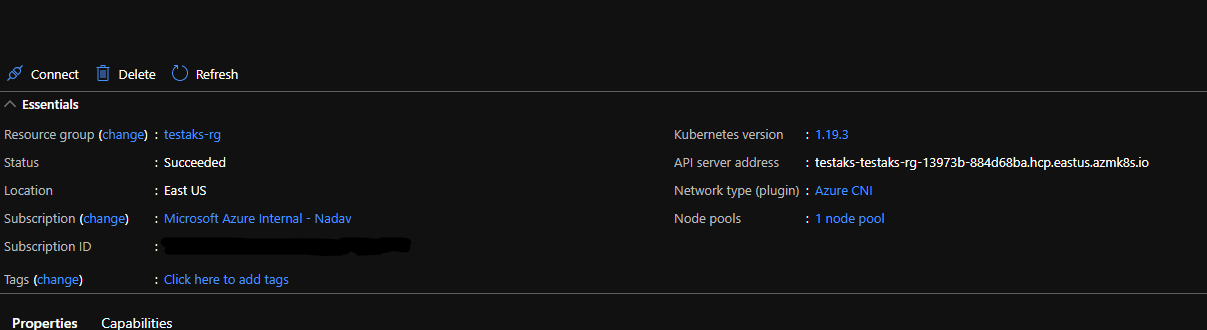 Connect Delete Refresh
Essentials
Resource group (change) : testaks-rg
Status : Succeeded
Location : East US
Subscription (change) : Microsoft Azure Internal - Nadav
Subscription ID :
Tags (change) : Click here to add tags
Kubernetes version : 1.19.3
API server address : testaks-testaks-rg-13973b-884d68ba.hcp.eastus.azmk8s.io
Network type (plugin) : Azure CNI
Node pools : 1 node pool
Properties Capabilities